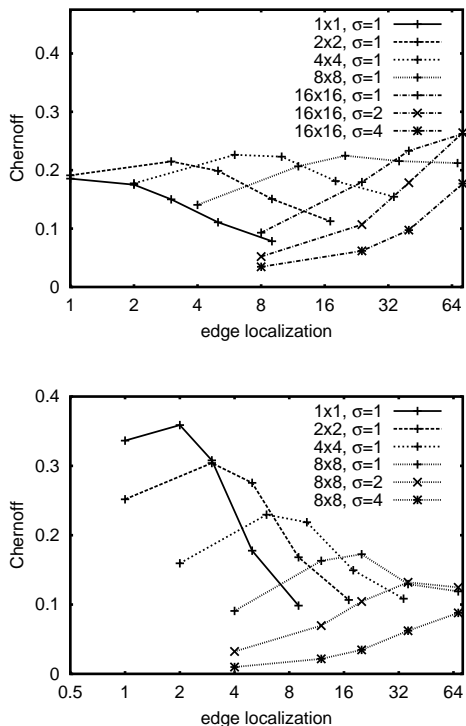 0.4
0.3
0.2
0.1
0
Chernoff
1x1, σ=1
2x2, σ=1
4x4, σ=1
8x8, σ=1
16x16, σ=1
16x16, σ=2
16x16, σ=4
1 2 4 8 16 32 64
edge localization
0.4
0.3
0.2
0.1
0
Chernoff
1x1, σ=1
2x2, σ=1
4x4, σ=1
8x8, σ=1
8x8, σ=2
8x8, σ=4
0.5 1 2 4 8 16 32 64
edge localization